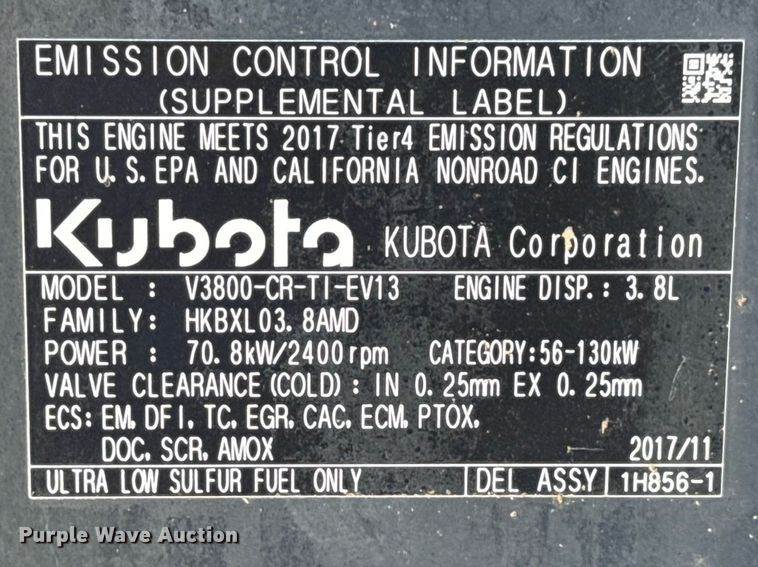 EMISSION CONTROL INFORMATION
(SUPPLEMENTAL LABEL)
THIS ENGINE MEETS 2017 Tier4 EMISSION REGULATIONS
FOR U.S.EPA AND CALIFORNIA NONROAD CI ENGINES.
Kubota KUBOTA Corporation
MODEL : V3800-CR-TI-EV13 ENGINE DISP.: 3.8L
FAMILY: HKBXL03.8AMD
POWER : 70.8kW/2400rpm CATEGORY:56-130kW
VALVE CLEARANCE(COLD): IN 0.25mm EX 0.25mm
ECS: EM, DFI, TC, EGR, CAC, ECM, PTOX,
DOC, SCR, AMOX 2017/11
ULTRA LOW SULFUR FUEL ONLY DEL ASSY 1H856-1
Purple Wave Auction